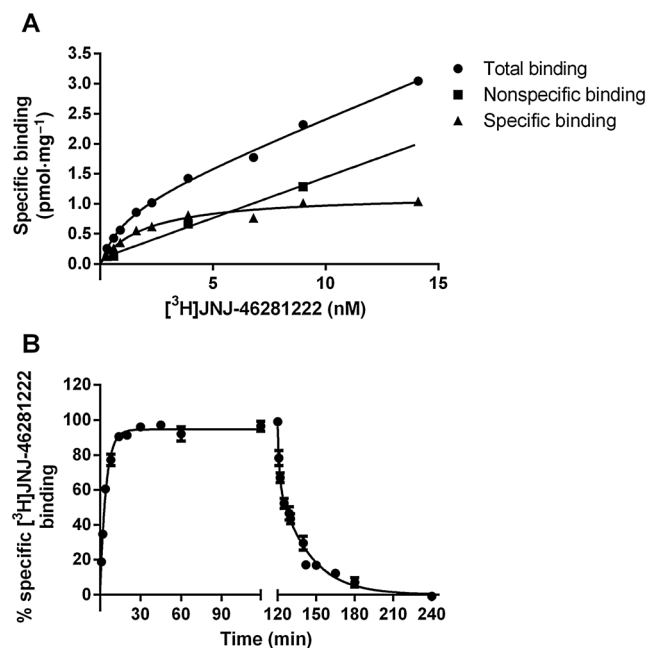 A
Specific binding
(pmol·mg⁻¹)
3.5
3.0
2.5
2.0
1.5
1.0
0.5
0.0
5
10
15
[³H]JNJ-46281222 (nM)
Total binding
Nonspecific binding
Specific binding
B
% specific [³H]JNJ-46281222
binding
120
100
80
60
40
20
0
30
60
90
120
150
180
210
240
Time (min)